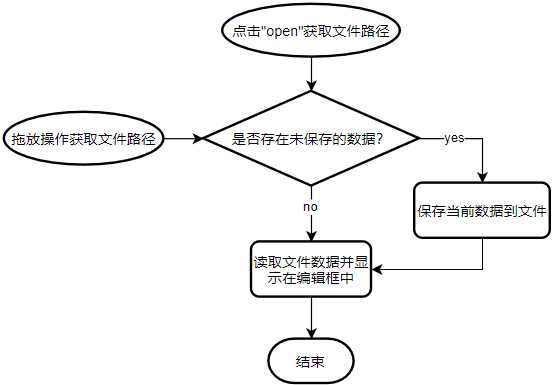 点击"open"获取文件路径
拖放操作获取文件路径
是否存在未保存的数据?
yes
no
保存当前数据到文件
读取文件数据并显
示在编辑框中
结束